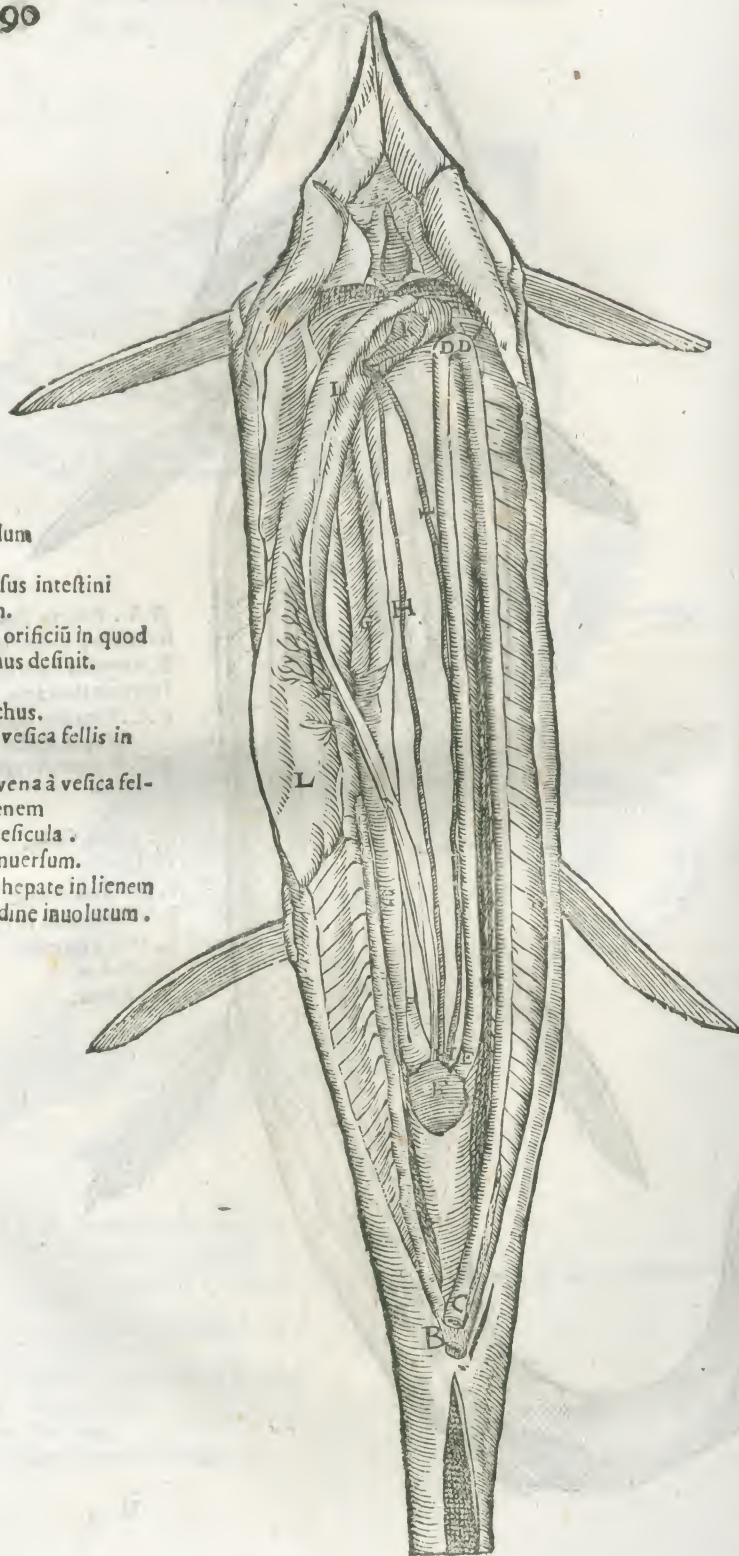 90
lum
sus intestini
n.
orificiū in quod
nus desinit.
chus.
vesica fellis in
vena à vesica fel-
enem
esicula .
nuersum.
hepate in lienem
dine inuolutum .
I
D D
L
H
H
G
L
E
F
C
B